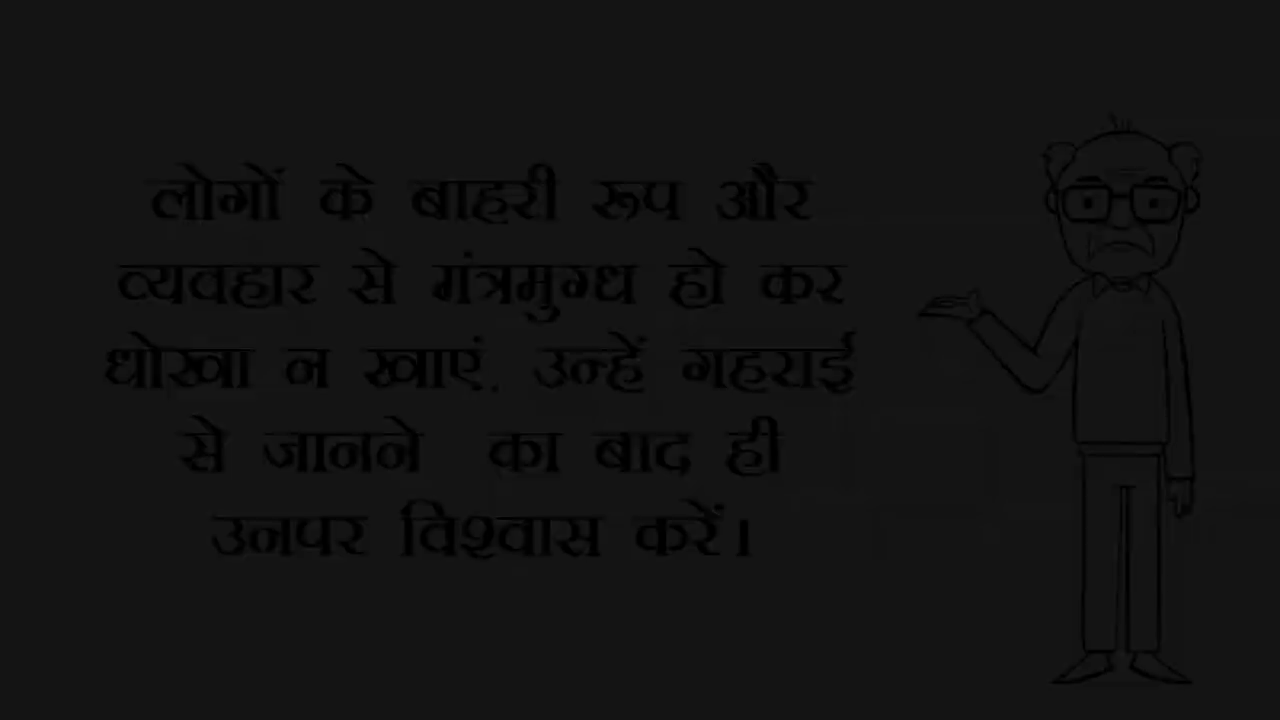 लोगों के बाहरी रूप और
व्यवहार से मंत्रमुग्ध हो कर
धोखा न खाएं. उन्हें गहराई
से जानने का बाद ही
उनपर विश्वास करें।